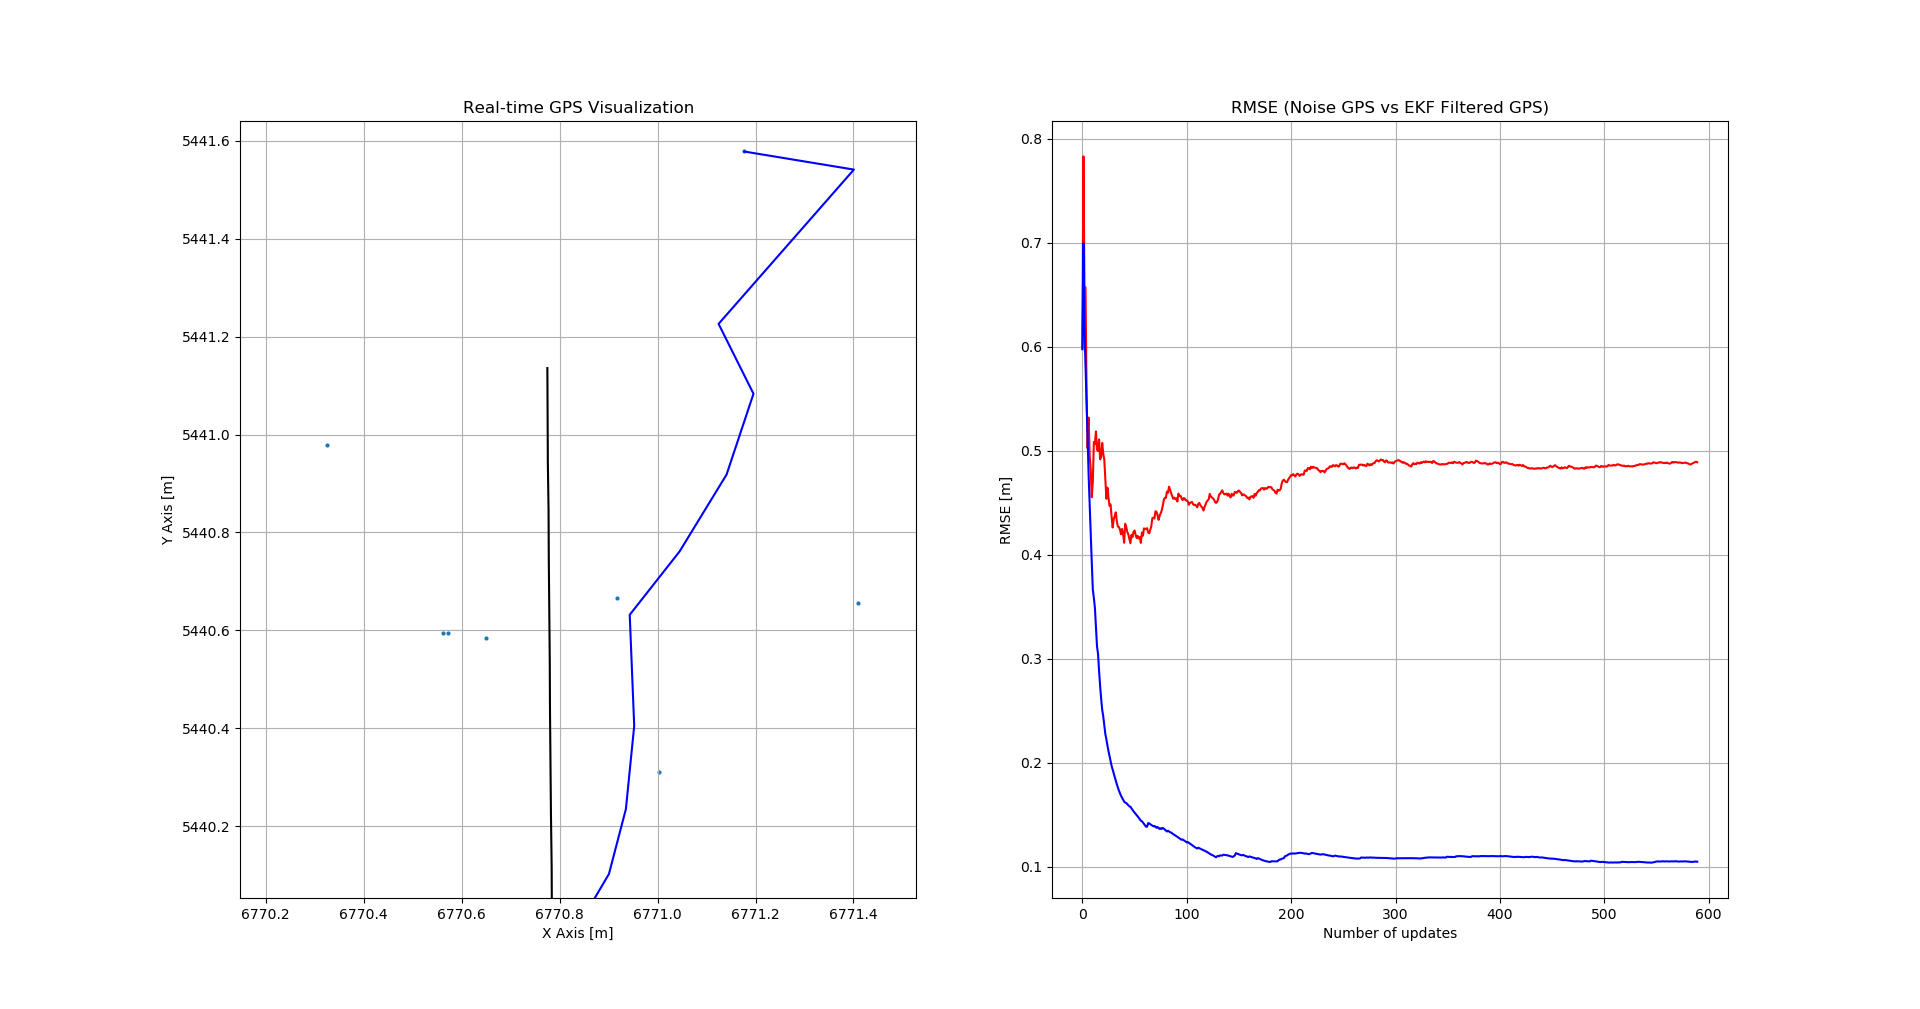 Real-time GPS Visualization
5441.6
5441.4
5441.2
5441.0
5440.8
5440.6
5440.4
5440.2
Y Axis [m]
6770.2 6770.4 6770.6 6770.8 6771.0 6771.2 6771.4
X Axis [m]
RMSE (Noise GPS vs EKF Filtered GPS)
0.8
0.7
0.6
0.5
0.4
0.3
0.2
0.1
RMSE [m]
0 100 200 300 400 500 600
Number of updates